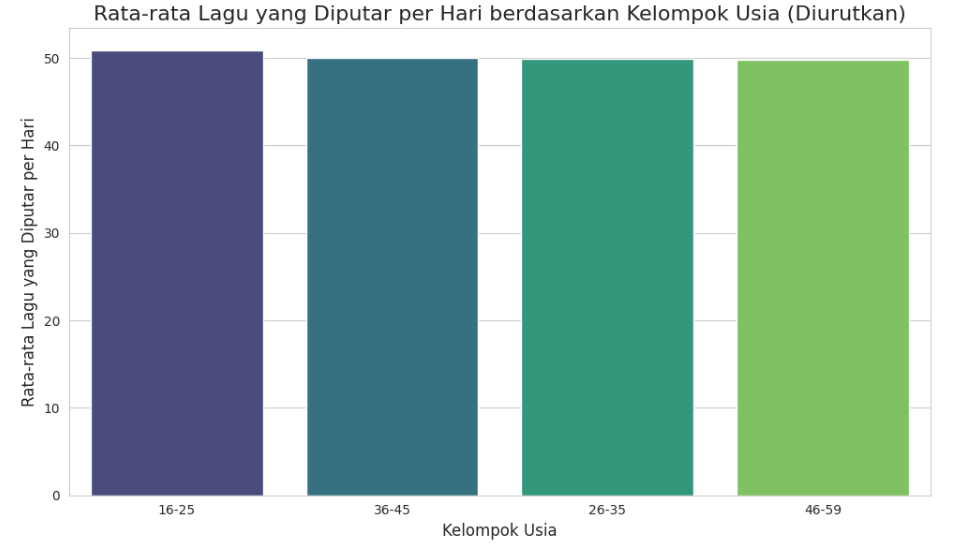 Rata-rata Lagu yang Diputar per Hari berdasarkan Kelompok Usia (Diurutkan)
Rata-rata Lagu yang Diputar per Hari
50
40
30
20
10
0
16-25 36-45 26-35 46-59
Kelompok Usia